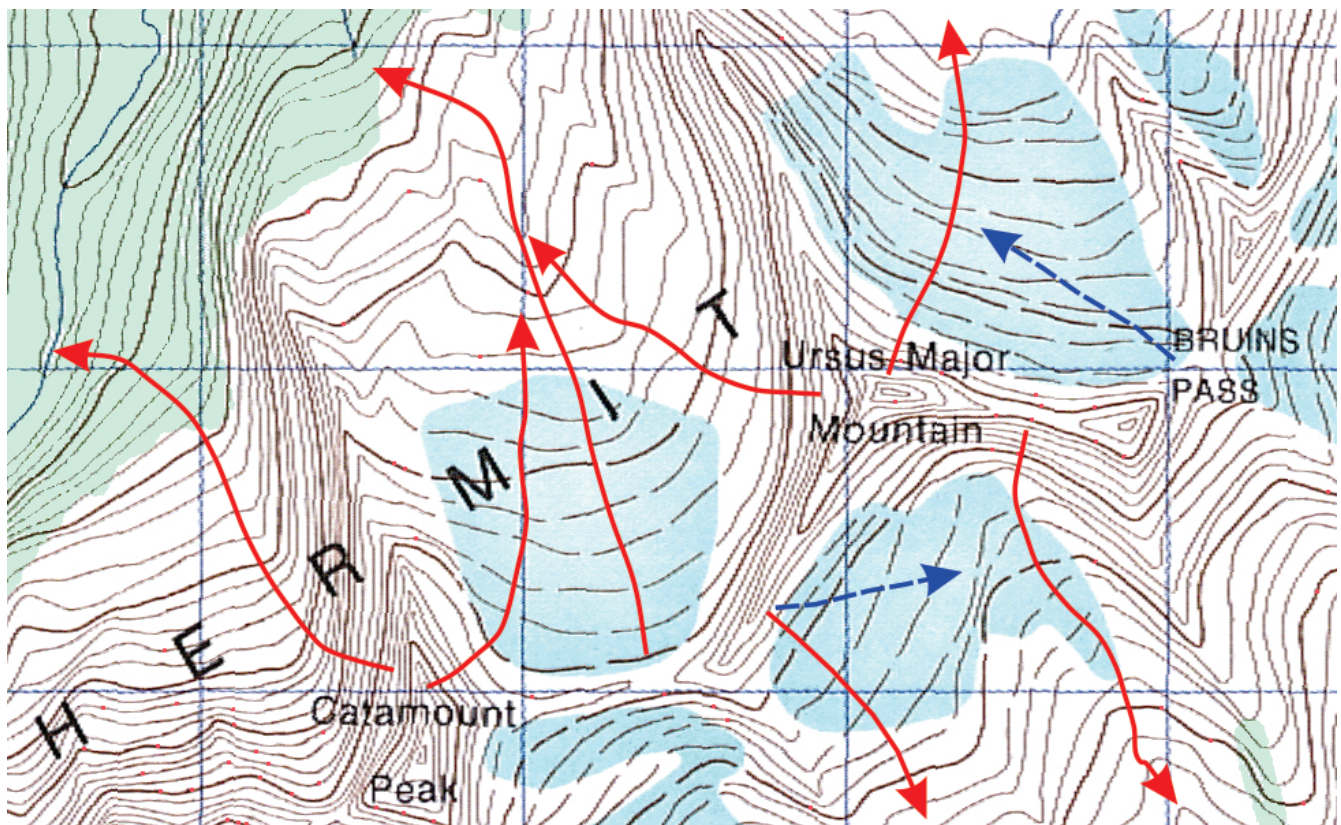 HERMIT
Ursus Major
Mountain
BRUINS
PASS
Catamount
Peak